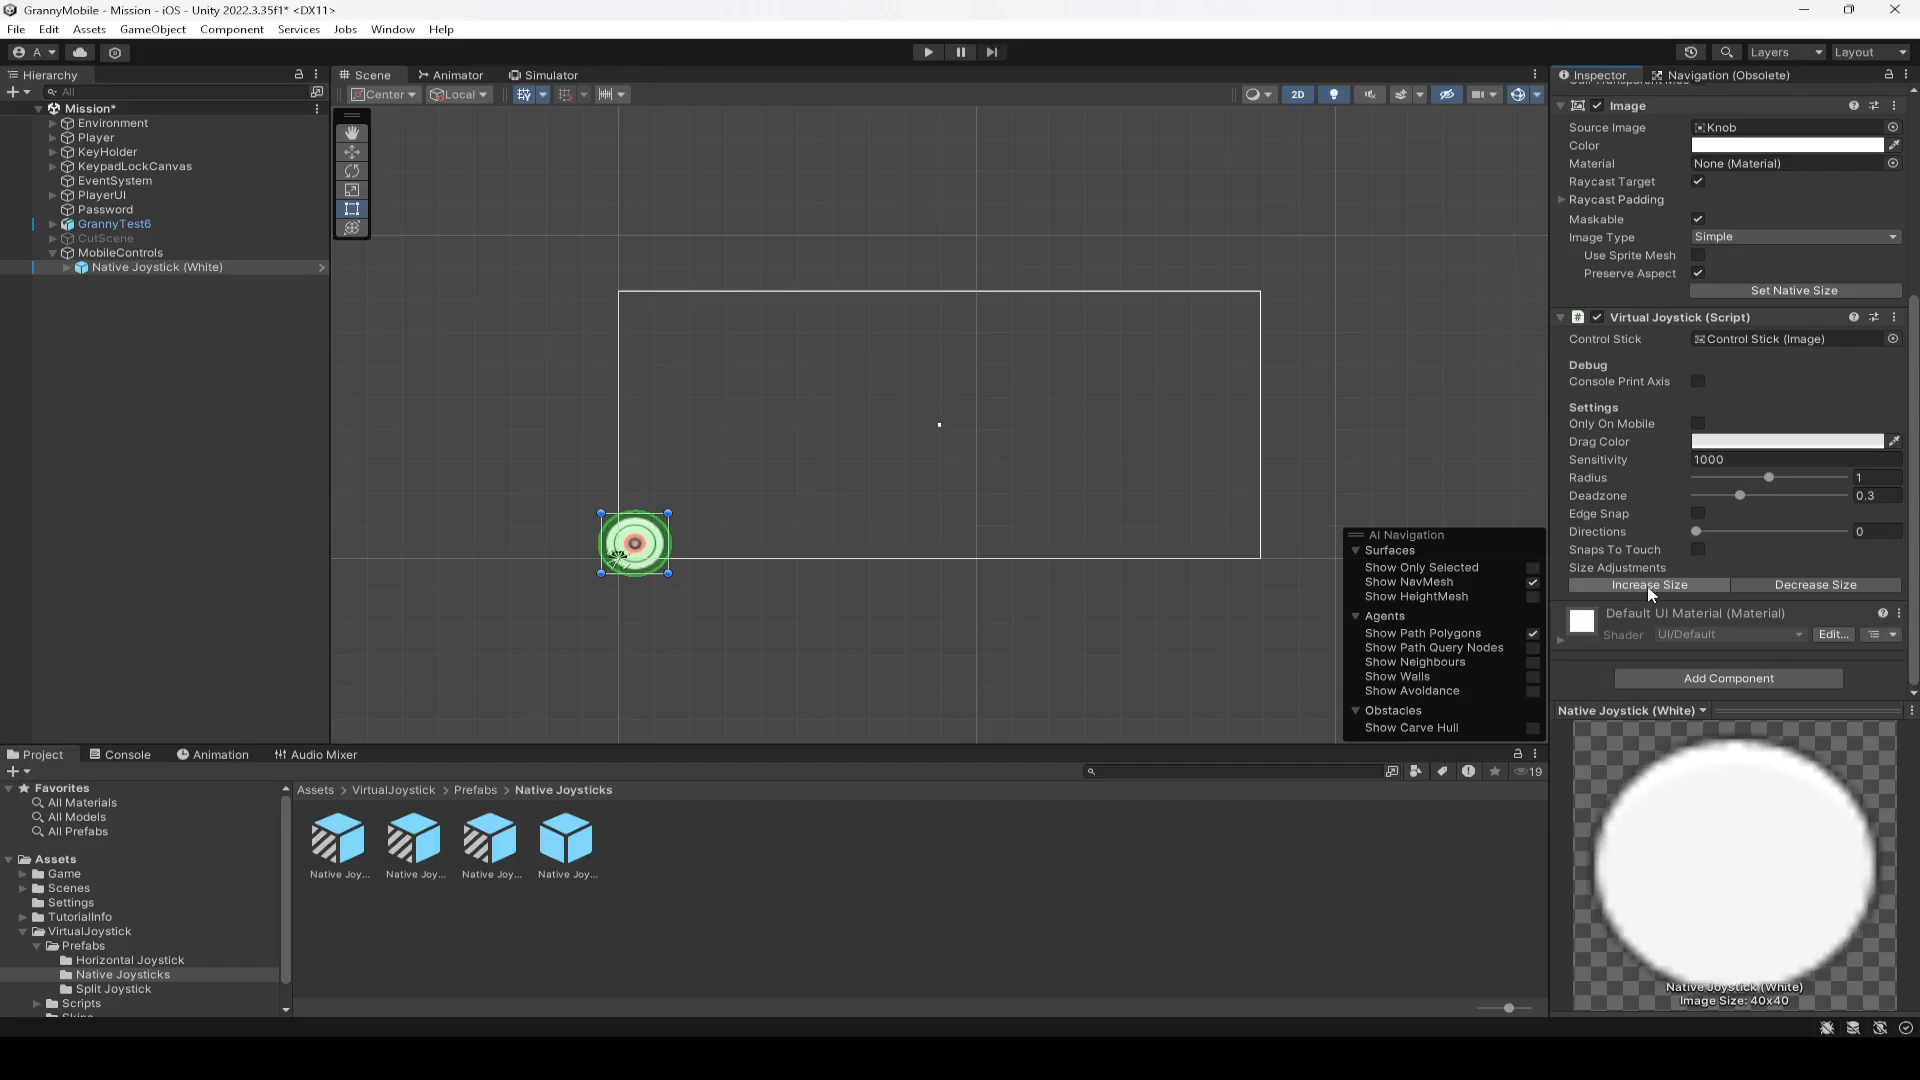 GrannyMobile - Mission - iOS - Unity 2022.3.35f1* <DX11>
File Edit Assets GameObject Component Services Jobs Window Help
A Layers Layout
Hierarchy
All
Mission*
Environment
Player
KeyHolder
KeypadLockCanvas
EventSystem
PlayerUI
Password
GrannyTest6
CutScene
MobileControls
Native Joystick (White)
Scene Animator Simulator
Center Local 2D
AI Navigation
Surfaces
Show Only Selected
Show NavMesh
Show HeightMesh
Agents
Show Path Polygons
Show Path Query Nodes
Show Neighbours
Show Walls
Show Avoidance
Obstacles
Show Carve Hull
Inspector Navigation (Obsolete)
Image
Source Image Knob
Color
Material None (Material)
Raycast Target
Raycast Padding
Maskable
Image Type Simple
Use Sprite Mesh
Preserve Aspect
Set Native Size
Virtual Joystick (Script)
Control Stick Control Stick (Image)
Debug
Console Print Axis
Settings
Only On Mobile
Drag Color
Sensitivity 1000
Radius 1
Deadzone 0.3
Edge Snap
Directions 0
Snaps To Touch
Size Adjustments
Increase Size Decrease Size
Default UI Material (Material)
Shader UI/Default Edit...
Add Component
Native Joystick (White)
Native Joystick (White)
Image Size: 40x40
Project Console Animation Audio Mixer
19
Favorites
All Materials
All Models
All Prefabs
Assets
Game
Scenes
Settings
TutorialInfo
VirtualJoystick
Prefabs
Horizontal Joystick
Native Joysticks
Split Joystick
Scripts
Assets > VirtualJoystick > Prefabs > Native Joysticks
Native Joy... Native Joy... Native Joy... Native Joy...